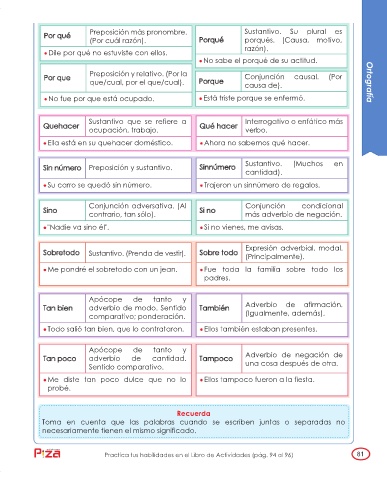 Por qué
Preposición más pronombre.
(Por cuál razón).
• Dile por qué no estuviste con ellos.
Porqué
Sustantivo. Su plural es
porqués. (Causa, motivo,
razón).
• No sabe el porqué de su actitud.
Por que
Preposición y relativo. (Por la
que/cual, por el que/cual).
• No fue por que está ocupado.
Porque
Conjunción causal. (Por
causa de).
• Está triste porque se enfermó.
Quehacer
Sustantivo que se refiere a
ocupación, trabajo.
• Ella está en su quehacer doméstico.
Qué hacer
Interrogativo o enfático más
verbo.
• Ahora no sabemos qué hacer.
Sin número
Preposición y sustantivo.
• Su carro se quedó sin número.
Sinnúmero
Sustantivo. (Muchos en
cantidad).
• Trajeron un sinnúmero de regalos.
Sino
Conjunción adversativa. (Al
contrario, tan sólo).
• "Nadie va sino él".
Si no
Conjunción condicional
más adverbio de negación.
• Si no vienes, me avisas.
Sobretodo
Sustantivo. (Prenda de vestir).
• Me pondré el sobretodo con un jean.
Sobre todo
Expresión adverbial, modal.
(Principalmente).
• Fue toda la familia sobre todo los
padres.
Tan bien
Apócope de tanto y
adverbio de modo. Sentido
comparativo; ponderación.
• Todo salió tan bien, que lo contrataron.
También
Adverbio de afirmación.
(Igualmente, además).
• Ellos también estaban presentes.
Tan poco
Apócope de tanto y
adverbio de cantidad.
Sentido comparativo.
• Me diste tan poco dulce que no lo
probé.
Tampoco
Adverbio de negación de
una cosa después de otra.
• Ellos tampoco fueron a la fiesta.
Recuerda
Toma en cuenta que las palabras cuando se escriben juntas o separadas no
necesariamente tienen el mismo significado.
Practica tus habilidades en el Libro de Actividades (pág. 94 al 96)
81
Ortografía